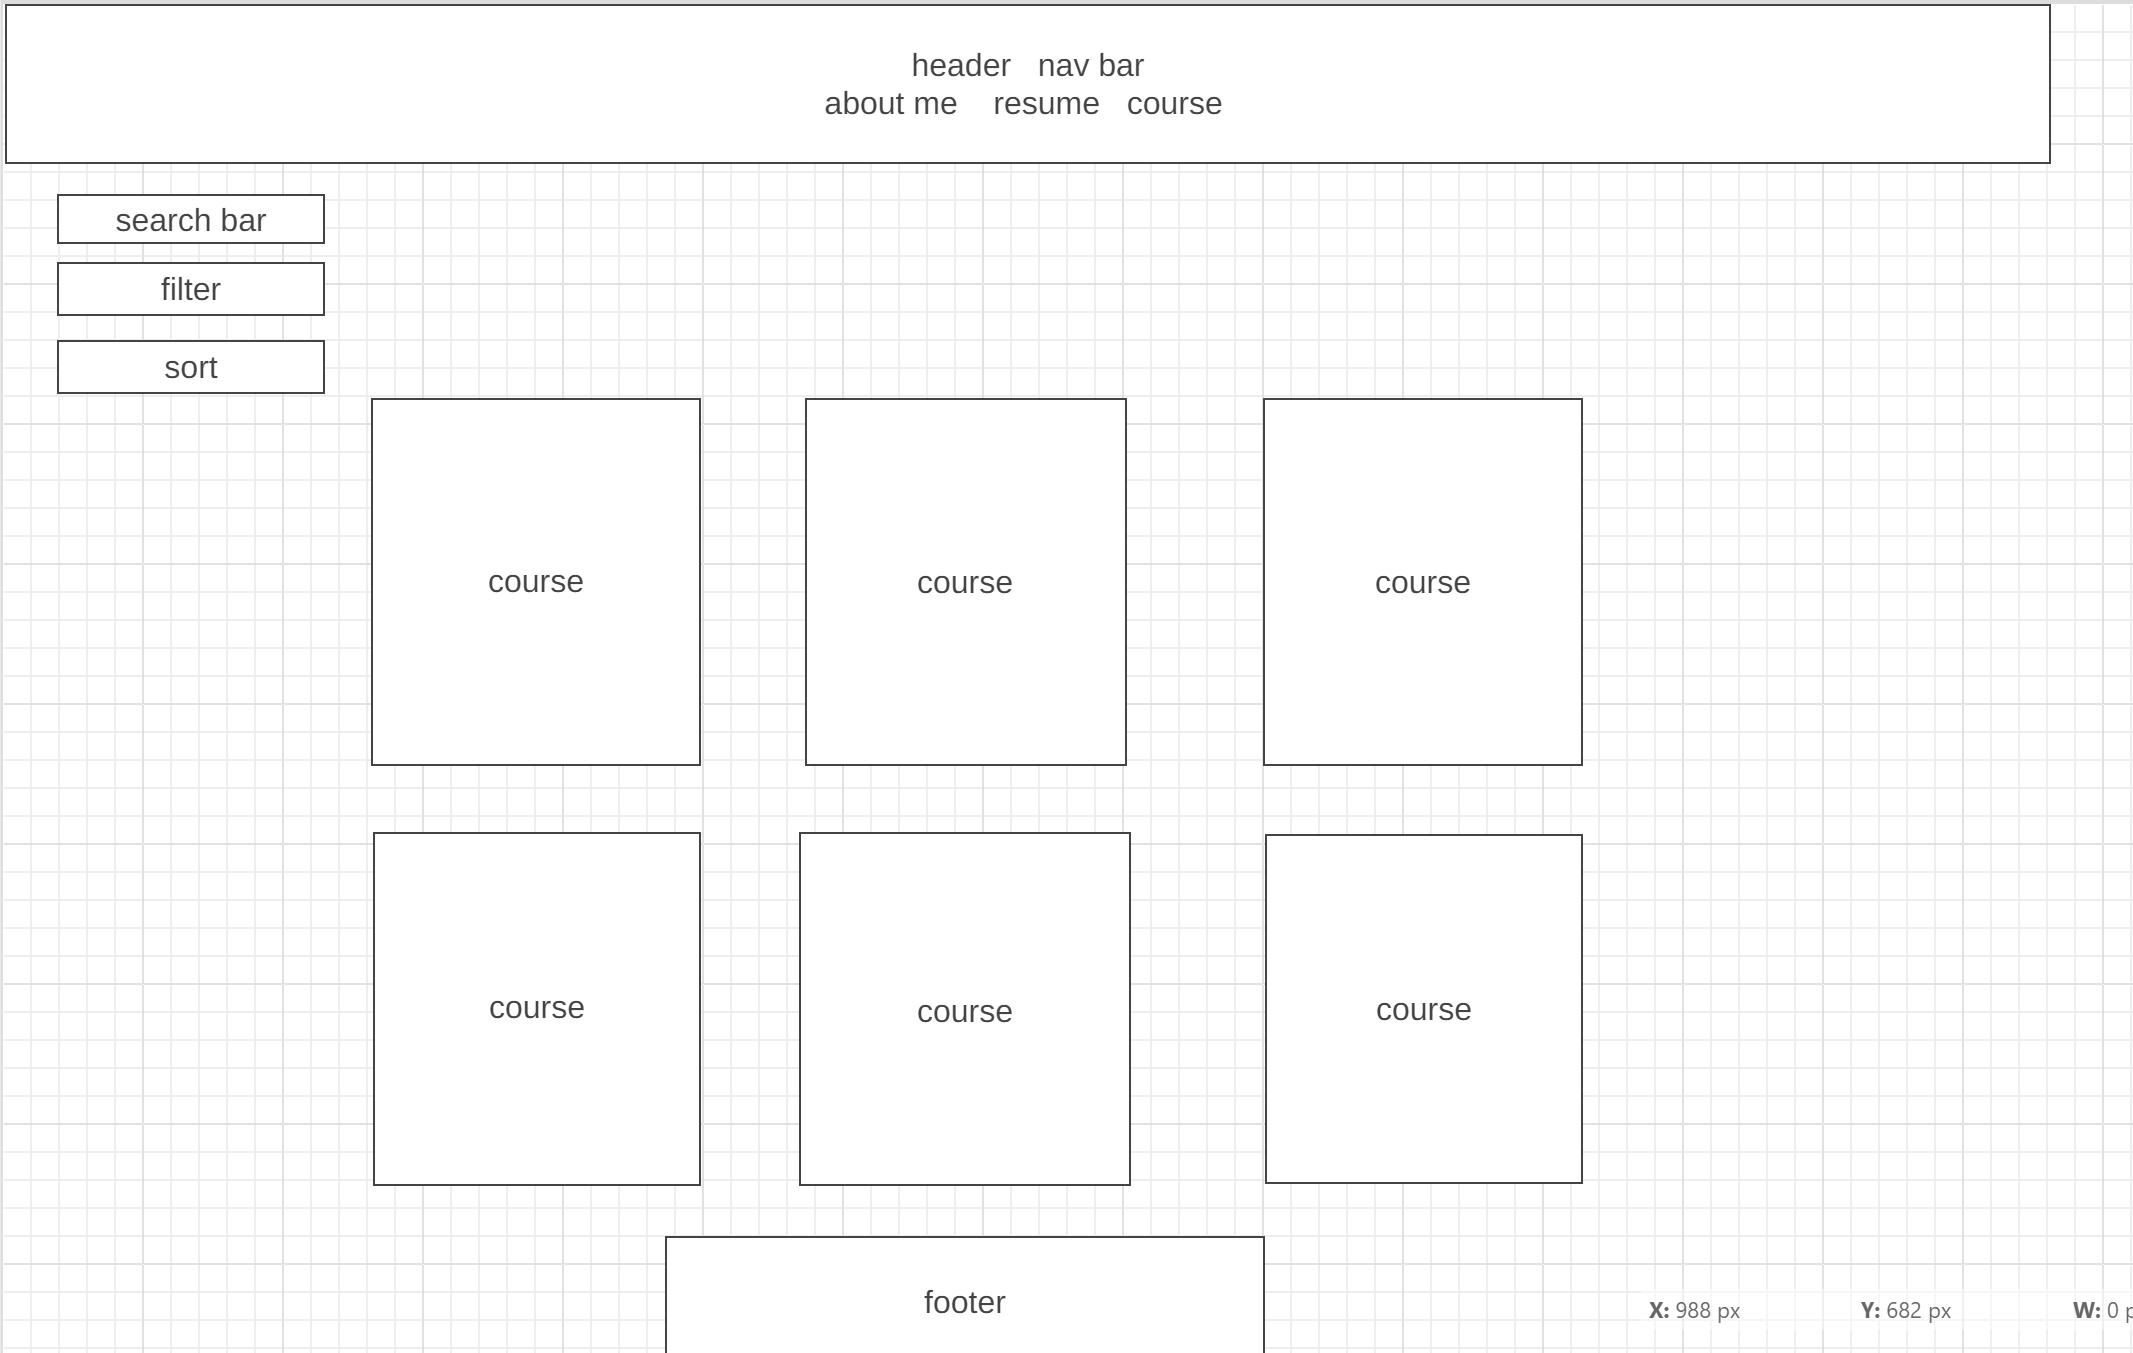 header   nav bar
about me    resume   course
search bar
filter
sort
course
course
course
course
course
course
footer
X: 988 px
Y: 682 px
W: 0 p